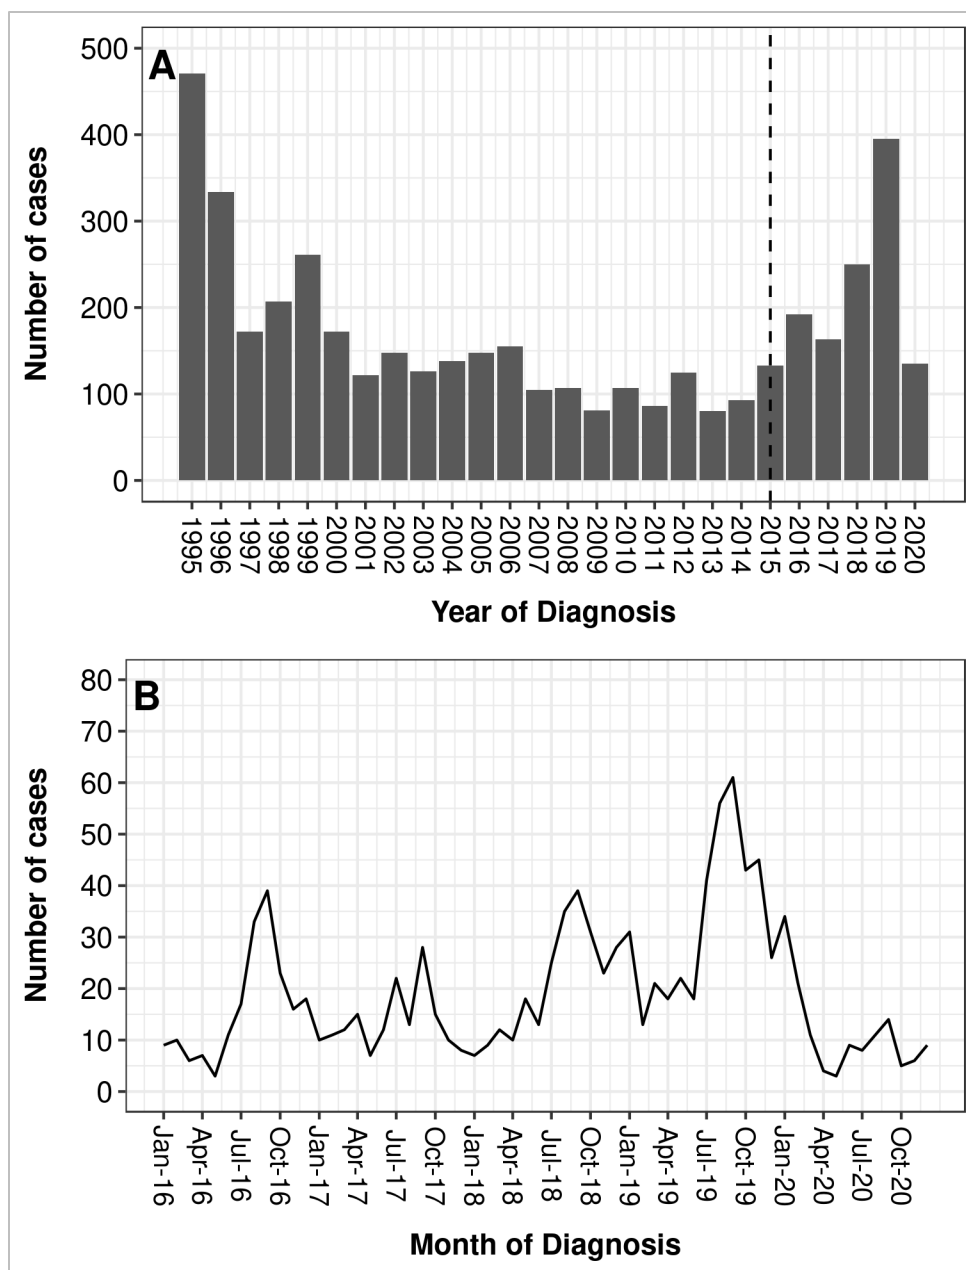 A
500
400
300
200
100
0
Number of cases
1995 1996 1997 1998 1999 2000 2001 2002 2003 2004 2005 2006 2007 2008 2009 2010 2011 2012 2013 2014 2015 2016 2017 2018 2019 2020
Year of Diagnosis
B
80
70
60
50
40
30
20
10
0
Number of cases
Jan-16 Apr-16 Jul-16 Oct-16 Jan-17 Apr-17 Jul-17 Oct-17 Jan-18 Apr-18 Jul-18 Oct-18 Jan-19 Apr-19 Jul-19 Oct-19 Jan-20 Apr-20 Jul-20 Oct-20
Month of Diagnosis